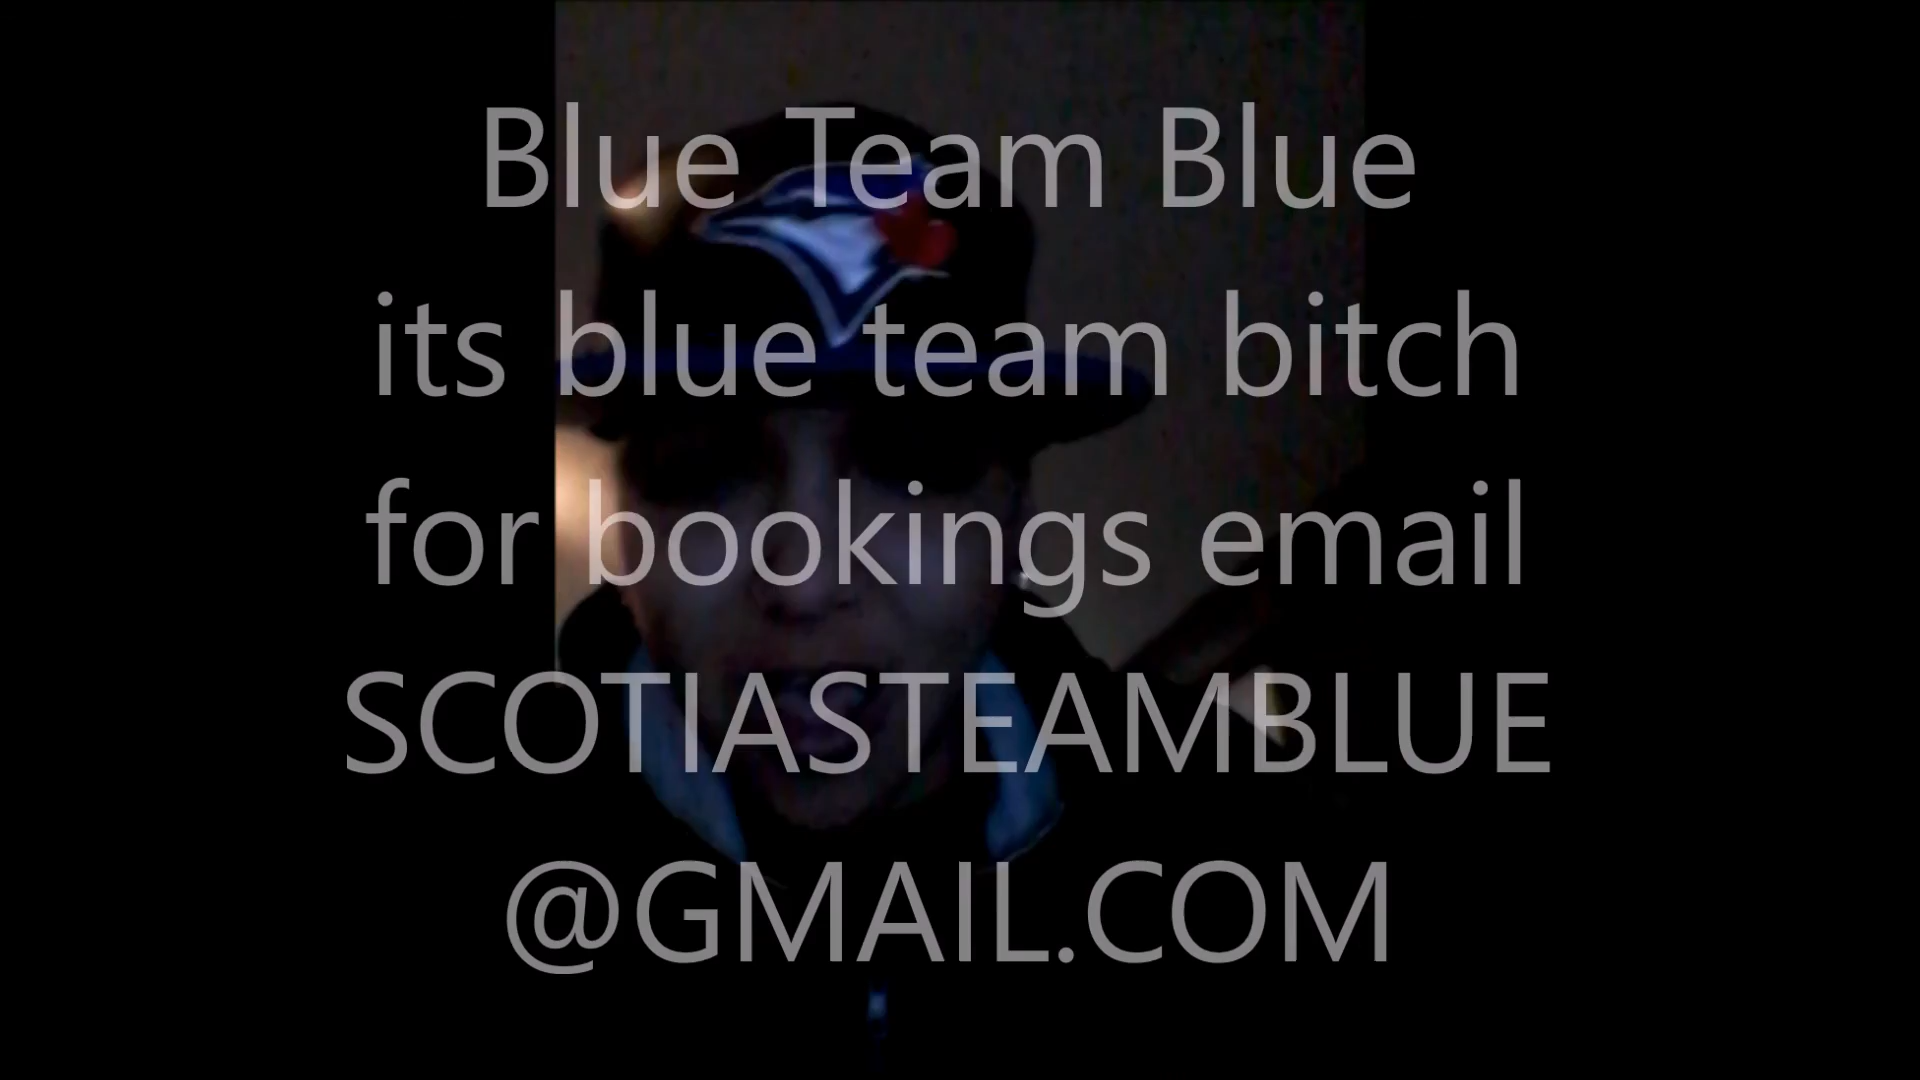 Blue Team Blue
its blue team bitch
for bookings email
SCOTIASTEAMBLUE
@GMAIL.COM